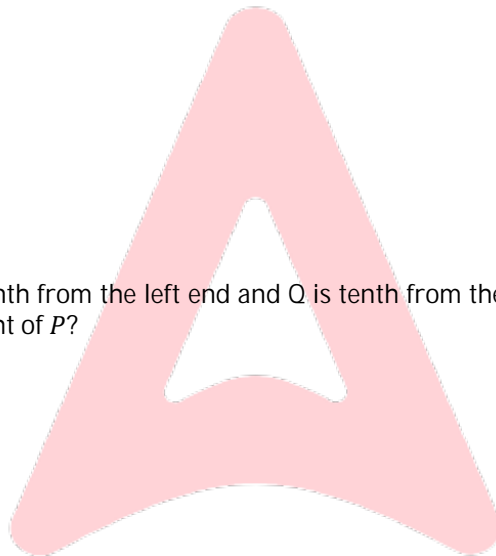 nth from the left end and Q is tenth from the
nt of P?